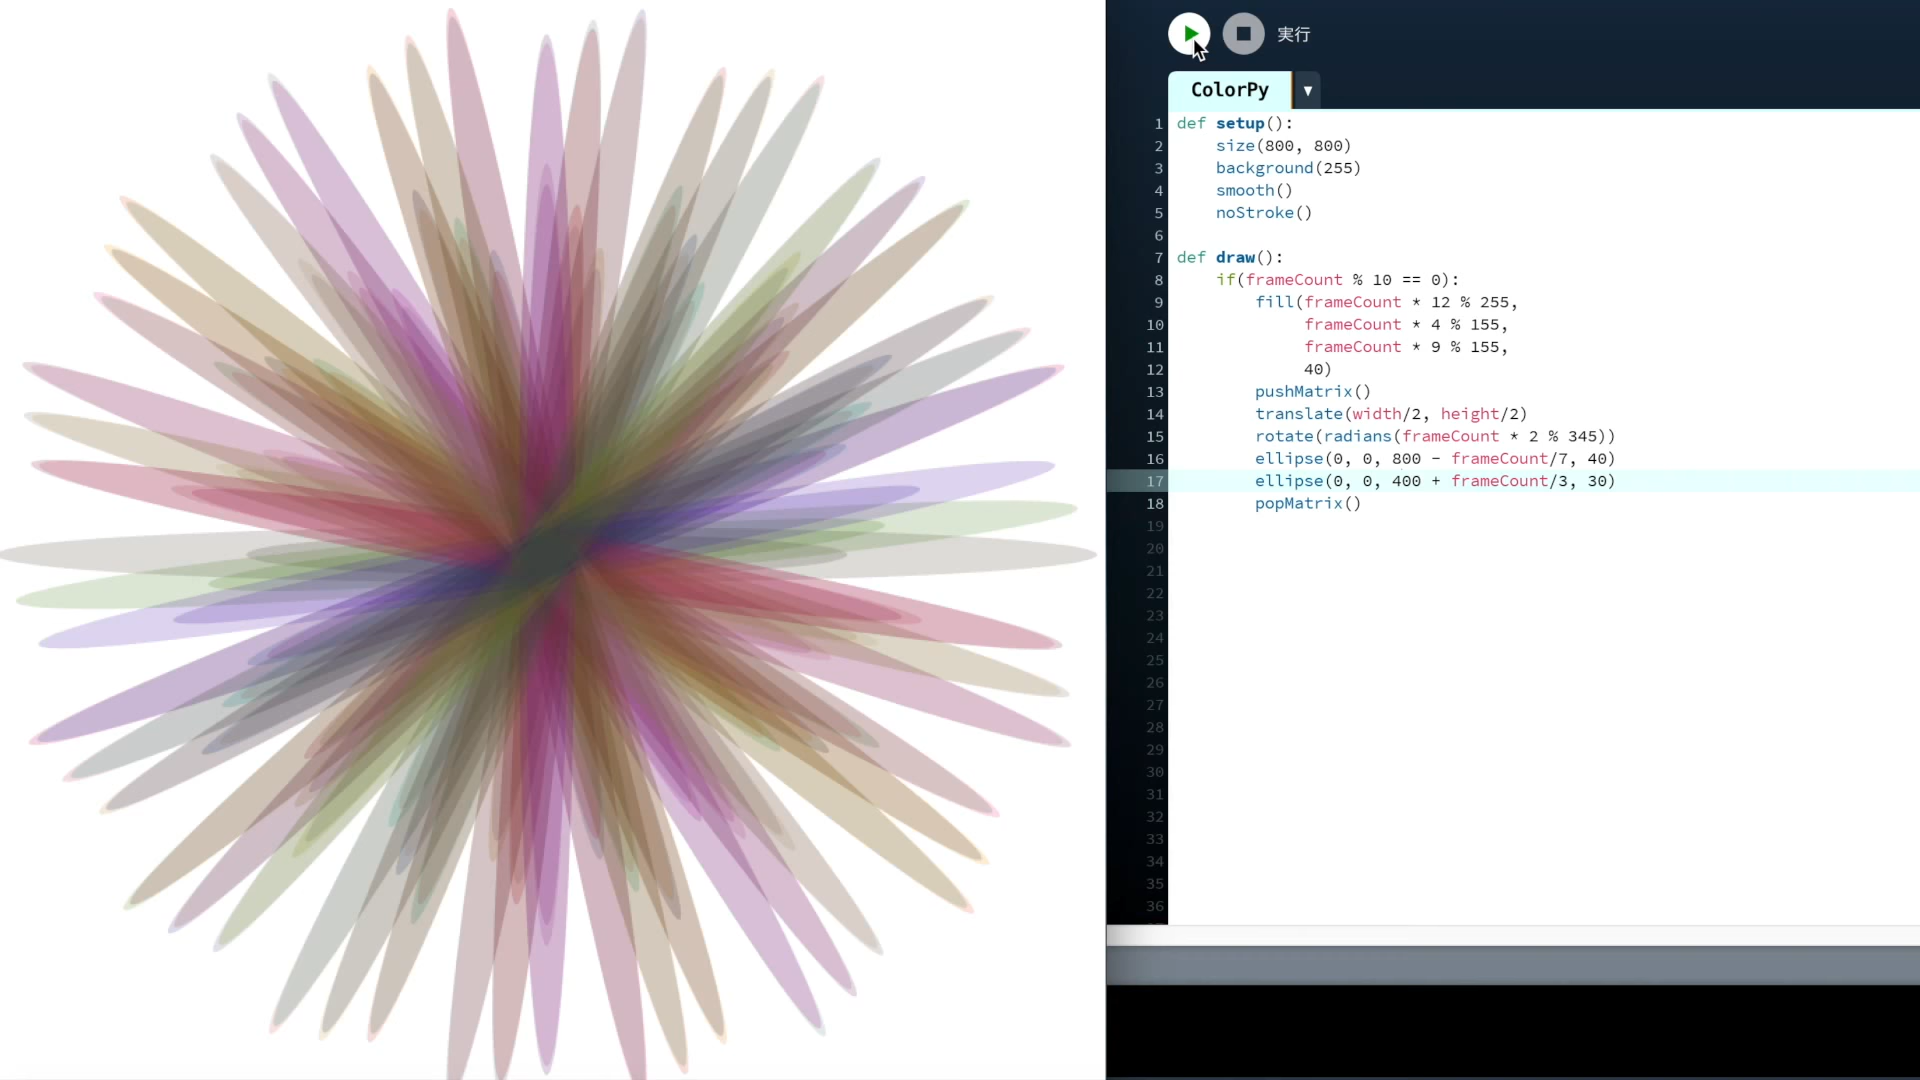 実行
ColorPy ▼
1 def setup():
2 size(800, 800)
3 background(255)
4 smooth()
5 noStroke()
6
7 def draw():
8 if(frameCount % 10 == 0):
9 fill(frameCount * 12 % 255,
10 frameCount * 4 % 155,
11 frameCount * 9 % 155,
12 40)
13 pushMatrix()
14 translate(width/2, height/2)
15 rotate(radians(frameCount * 2 % 345))
16 ellipse(0, 0, 800 - frameCount/7, 40)
17 ellipse(0, 0, 400 + frameCount/3, 30)
18 popMatrix()
19
20
21
22
23
24
25
26
27
28
29
30
31
32
33
34
35
36